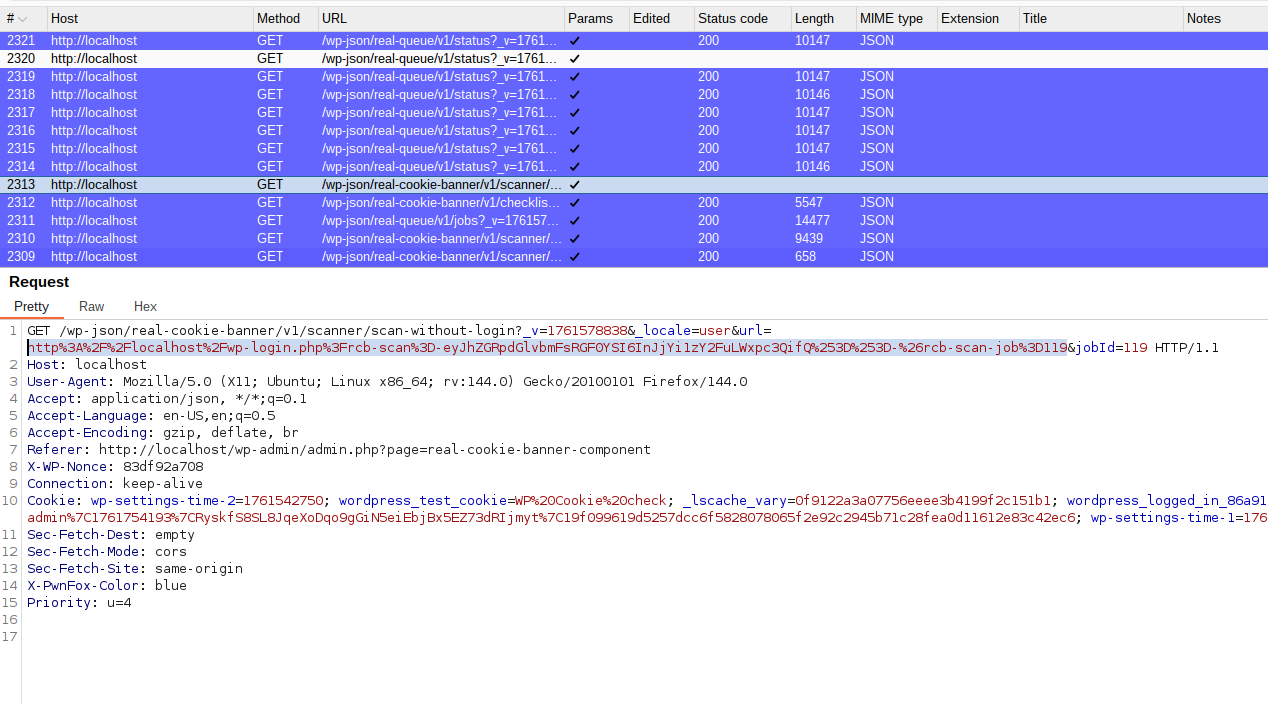 # Host Method URL Params Edited Status code Length MIME type Extension Title Notes
2321 http://localhost GET /wp-json/real-queue/v1/status?_v=1761... ✓ 200 10147 JSON
2320 http://localhost GET /wp-json/real-queue/v1/status?_v=1761... ✓
2319 http://localhost GET /wp-json/real-queue/v1/status?_v=1761... ✓ 200 10147 JSON
2318 http://localhost GET /wp-json/real-queue/v1/status?_v=1761... ✓ 200 10146 JSON
2317 http://localhost GET /wp-json/real-queue/v1/status?_v=1761... ✓ 200 10147 JSON
2316 http://localhost GET /wp-json/real-queue/v1/status?_v=1761... ✓ 200 10147 JSON
2315 http://localhost GET /wp-json/real-queue/v1/status?_v=1761... ✓ 200 10147 JSON
2314 http://localhost GET /wp-json/real-queue/v1/status?_v=1761... ✓ 200 10146 JSON
2313 http://localhost GET /wp-json/real-cookie-banner/v1/scanner/... ✓
2312 http://localhost GET /wp-json/real-cookie-banner/v1/checklis... ✓ 200 5547 JSON
2311 http://localhost GET /wp-json/real-queue/v1/jobs?_v=176157... ✓ 200 14477 JSON
2310 http://localhost GET /wp-json/real-cookie-banner/v1/scanner/... ✓ 200 9439 JSON
2309 http://localhost GET /wp-json/real-cookie-banner/v1/scanner/... ✓ 200 658 JSON
Request
Pretty Raw Hex
1 GET /wp-json/real-cookie-banner/v1/scanner/scan-without-login?_v=1761578838&_locale=user&url=
http%3A%2F%2Flocalhost%2Fwp-login.php%3Frcb-scan%3D-eyJhZGRpdGlvbmFsRGF0YSI6InJjYi1zY2FuLWxpc3QifQ%253D%253D-%26rcb-scan-job%3D119&jobId=119 HTTP/1.1
2 Host: localhost
3 User-Agent: Mozilla/5.0 (X11; Ubuntu; Linux x86_64; rv:144.0) Gecko/20100101 Firefox/144.0
4 Accept: application/json, */*;q=0.1
5 Accept-Language: en-US,en;q=0.5
6 Accept-Encoding: gzip, deflate, br
7 Referer: http://localhost/wp-admin/admin.php?page=real-cookie-banner-component
8 X-WP-Nonce: 83df92a708
9 Connection: keep-alive
10 Cookie: wp-settings-time-2=1761542750; wordpress_test_cookie=WP%20Cookie%20check; _lscache_vary=0f9122a3a07756eeee3b4199f2c151b1; wordpress_logged_in_86a91
admin%7C1761754193%7CRyskfS8SL8JqeXoDqo9gGiN5eiEbjBx5EZ73dRIjmyt%7C19f099619d5257dcc6f5828078065f2e92c2945b71c28fea0d11612e83c42ec6; wp-settings-time-1=176
11 Sec-Fetch-Dest: empty
12 Sec-Fetch-Mode: cors
13 Sec-Fetch-Site: same-origin
14 X-PwnFox-Color: blue
15 Priority: u=4
16
17